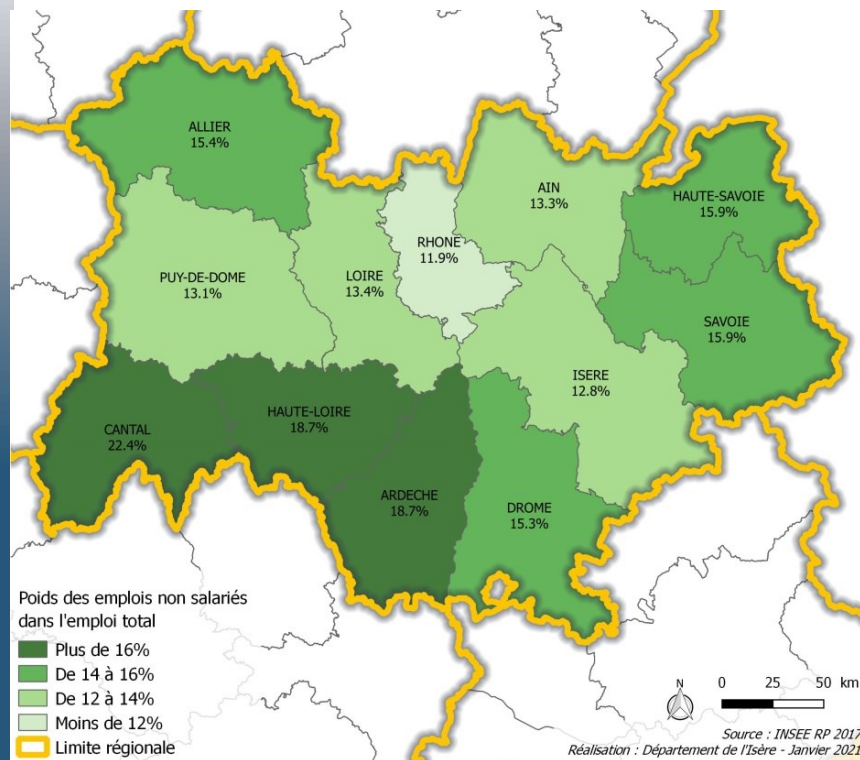 ALLIER
15.4%
AIN
13.3%
HAUTE-SAVOIE
15.9%
RHONE
11.9%
PUY-DE-DOME
13.1%
LOIRE
13.4%
SAVOIE
15.9%
ISERE
12.8%
HAUTE-LOIRE
18.7%
CANTAL
22.4%
ARDECHE
18.7%
DROME
15.3%
Poids des emplois non salariés
dans l'emploi total
Plus de 16%
De 14 à 16%
De 12 à 14%
Moins de 12%
Limite régionale
N
0 25 50 km
Source : INSEE RP 2017
Réalisation : Département de l'Isère - Janvier 2021